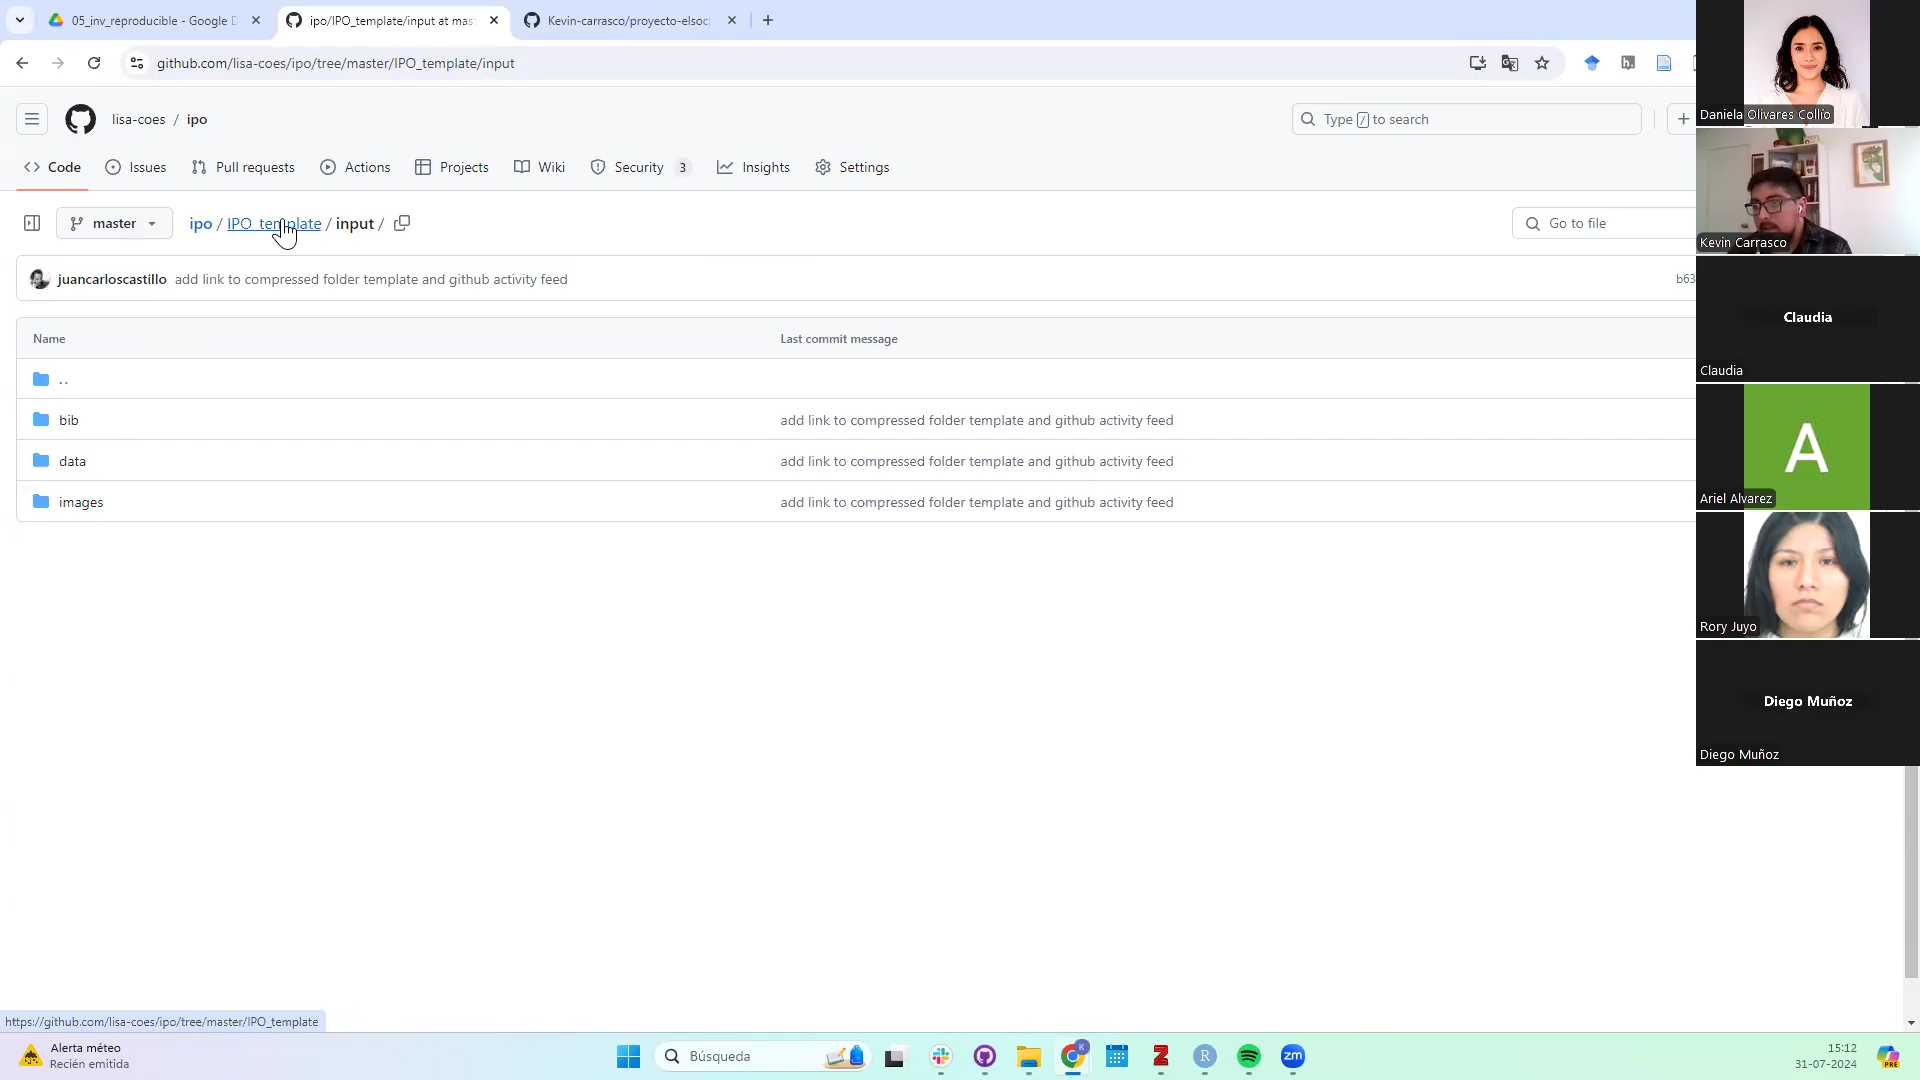 05_inv_reproducible - Google D
ipo/IPO_template/input at mas
Kevin-carrasco/proyecto-elsoc
github.com/lisa-coes/ipo/tree/master/IPO_template/input
lisa-coes / ipo
Type / to search
Code
Issues
Pull requests
Actions
Projects
Wiki
Security 3
Insights
Settings
master
ipo / IPO_template / input /
Go to file
juancarloscastillo add link to compressed folder template and github activity feed
b63
Name
Last commit message
..
bib
add link to compressed folder template and github activity feed
data
add link to compressed folder template and github activity feed
images
add link to compressed folder template and github activity feed
Daniela Olivares Collío
Kevin Carrasco
Claudia
Claudia
A
Ariel Alvarez
Rory Juyo
Diego Muñoz
Diego Muñoz
https://github.com/lisa-coes/ipo/tree/master/IPO_template
Alerta méteo
Recién emitida
Búsqueda
K
Z
R
zm
15:12
31-07-2024
PRE